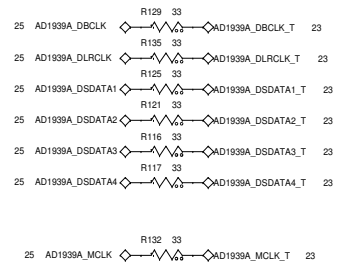 R129 33
25 AD1939A_DBCLK AD1939A_DBCLK_T 23
R135 33
25 AD1939A_DLRCLK AD1939A_DLRCLK_T 23
R125 33
25 AD1939A_DSDATA1 AD1939A_DSDATA1_T 23
R121 33
25 AD1939A_DSDATA2 AD1939A_DSDATA2_T 23
R116 33
25 AD1939A_DSDATA3 AD1939A_DSDATA3_T 23
R117 33
25 AD1939A_DSDATA4 AD1939A_DSDATA4_T 23
R132 33
25 AD1939A_MCLK AD1939A_MCLK_T 23